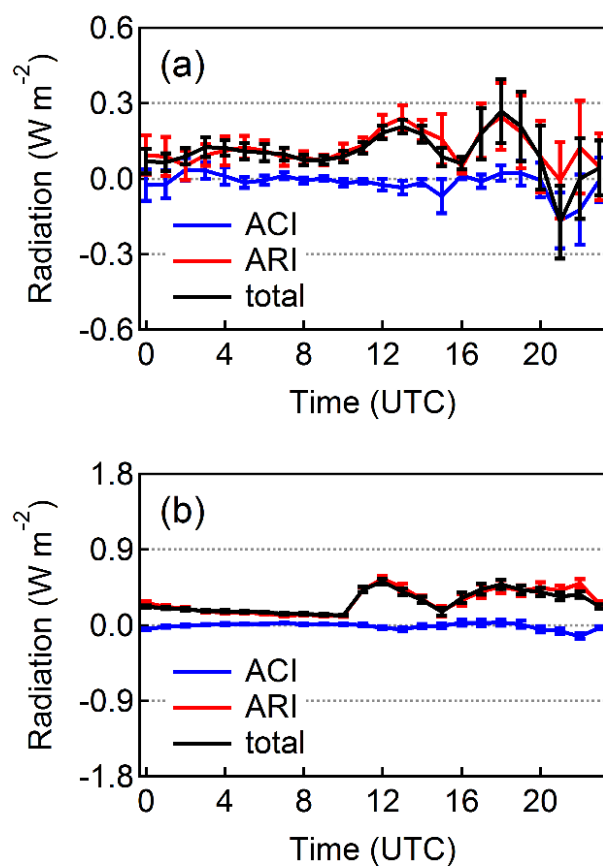 (a)
Radiation (W m⁻²)
0.6
0.3
0.0
-0.3
-0.6
ACI
ARI
total
0 4 8 12 16 20
Time (UTC)
(b)
Radiation (W m⁻²)
1.8
0.9
0.0
-0.9
-1.8
ACI
ARI
total
0 4 8 12 16 20
Time (UTC)